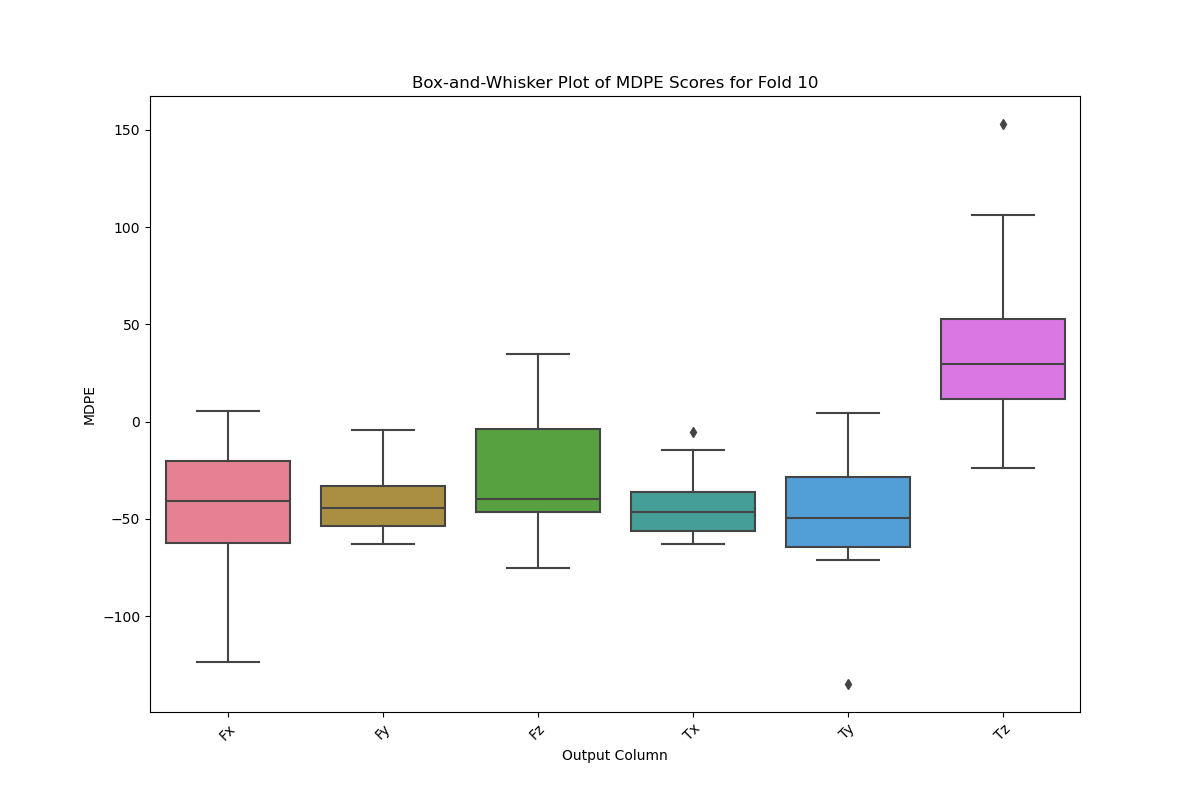 Box-and-Whisker Plot of MDPE Scores for Fold 10
150
100
50
0
−50
−100
MDPE
Fx
Fy
Fz
Tx
Ty
Tz
Output Column